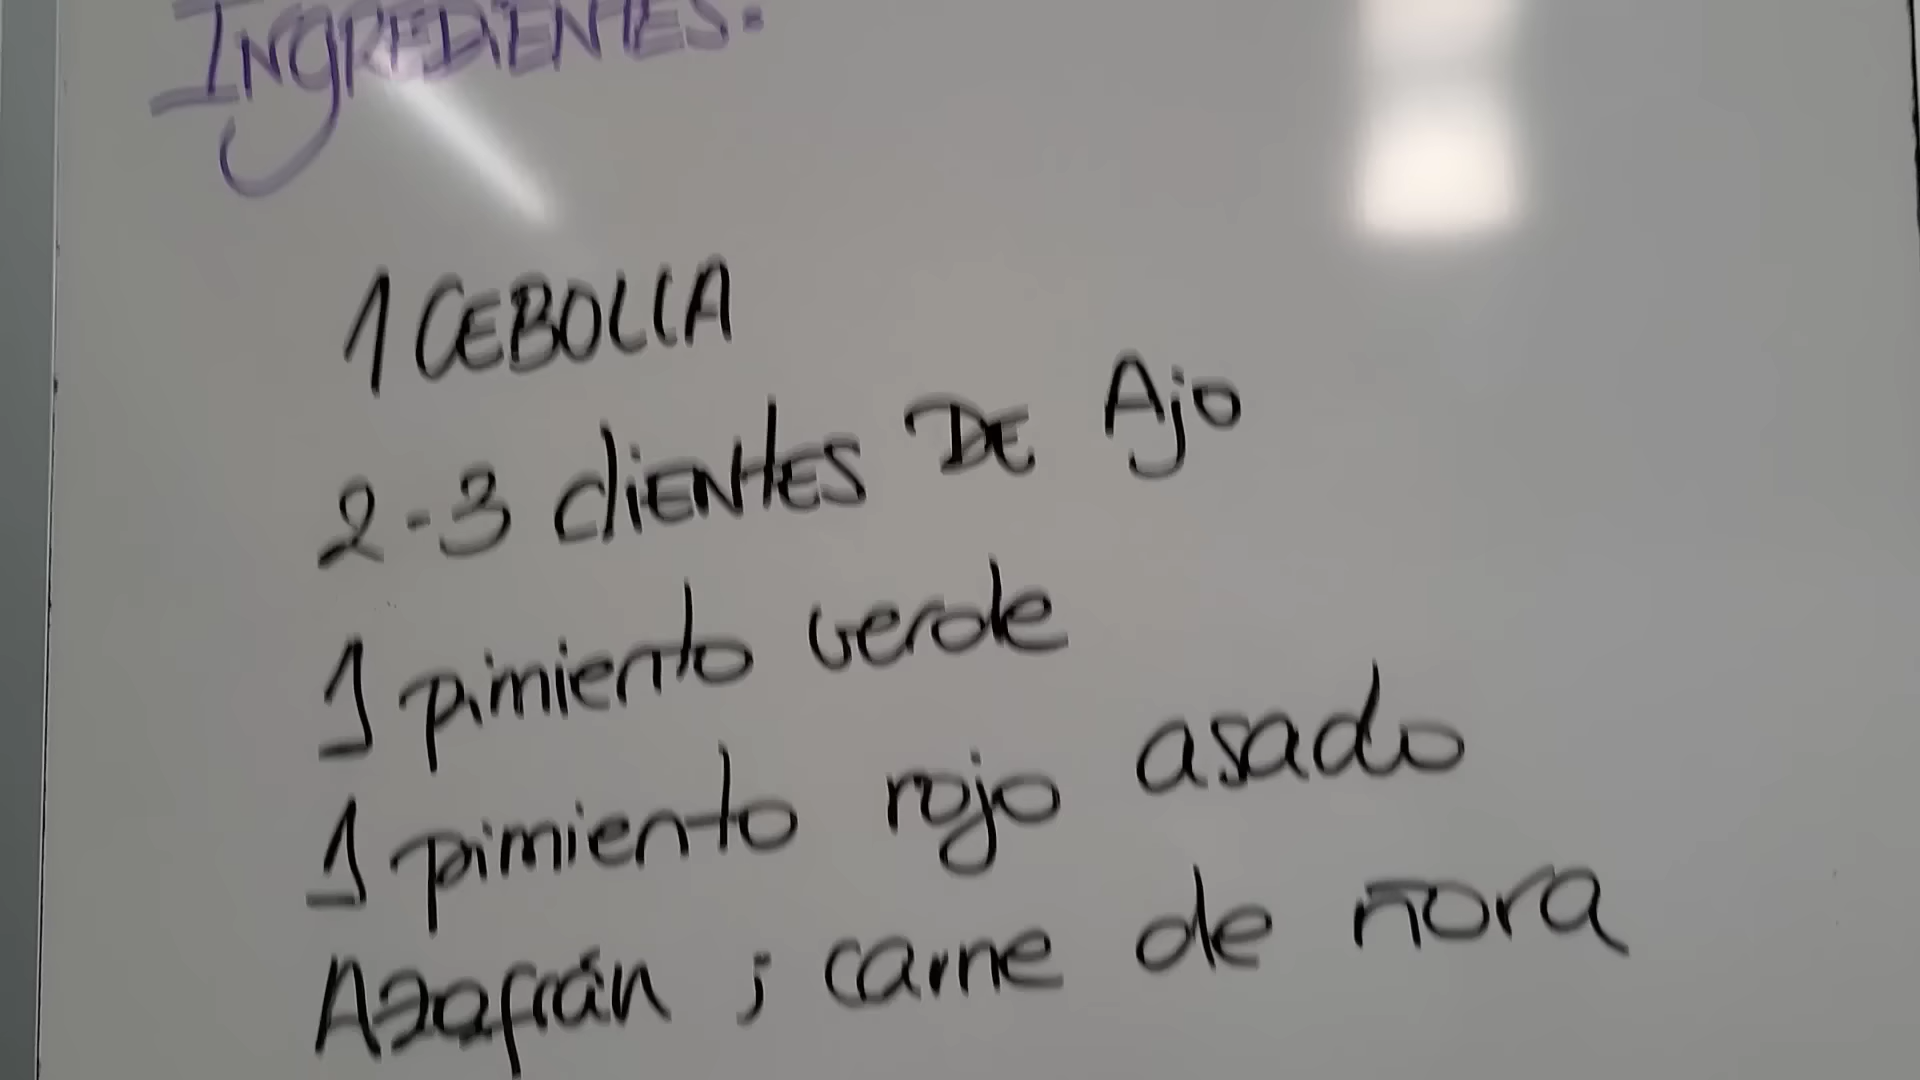 INGREDIENTES:
1 CEBOLLA
2-3 dIENtES DE Ajo
1 pimiento verde
1 pimiento rojo asado
Azafrán ; carne de ñora